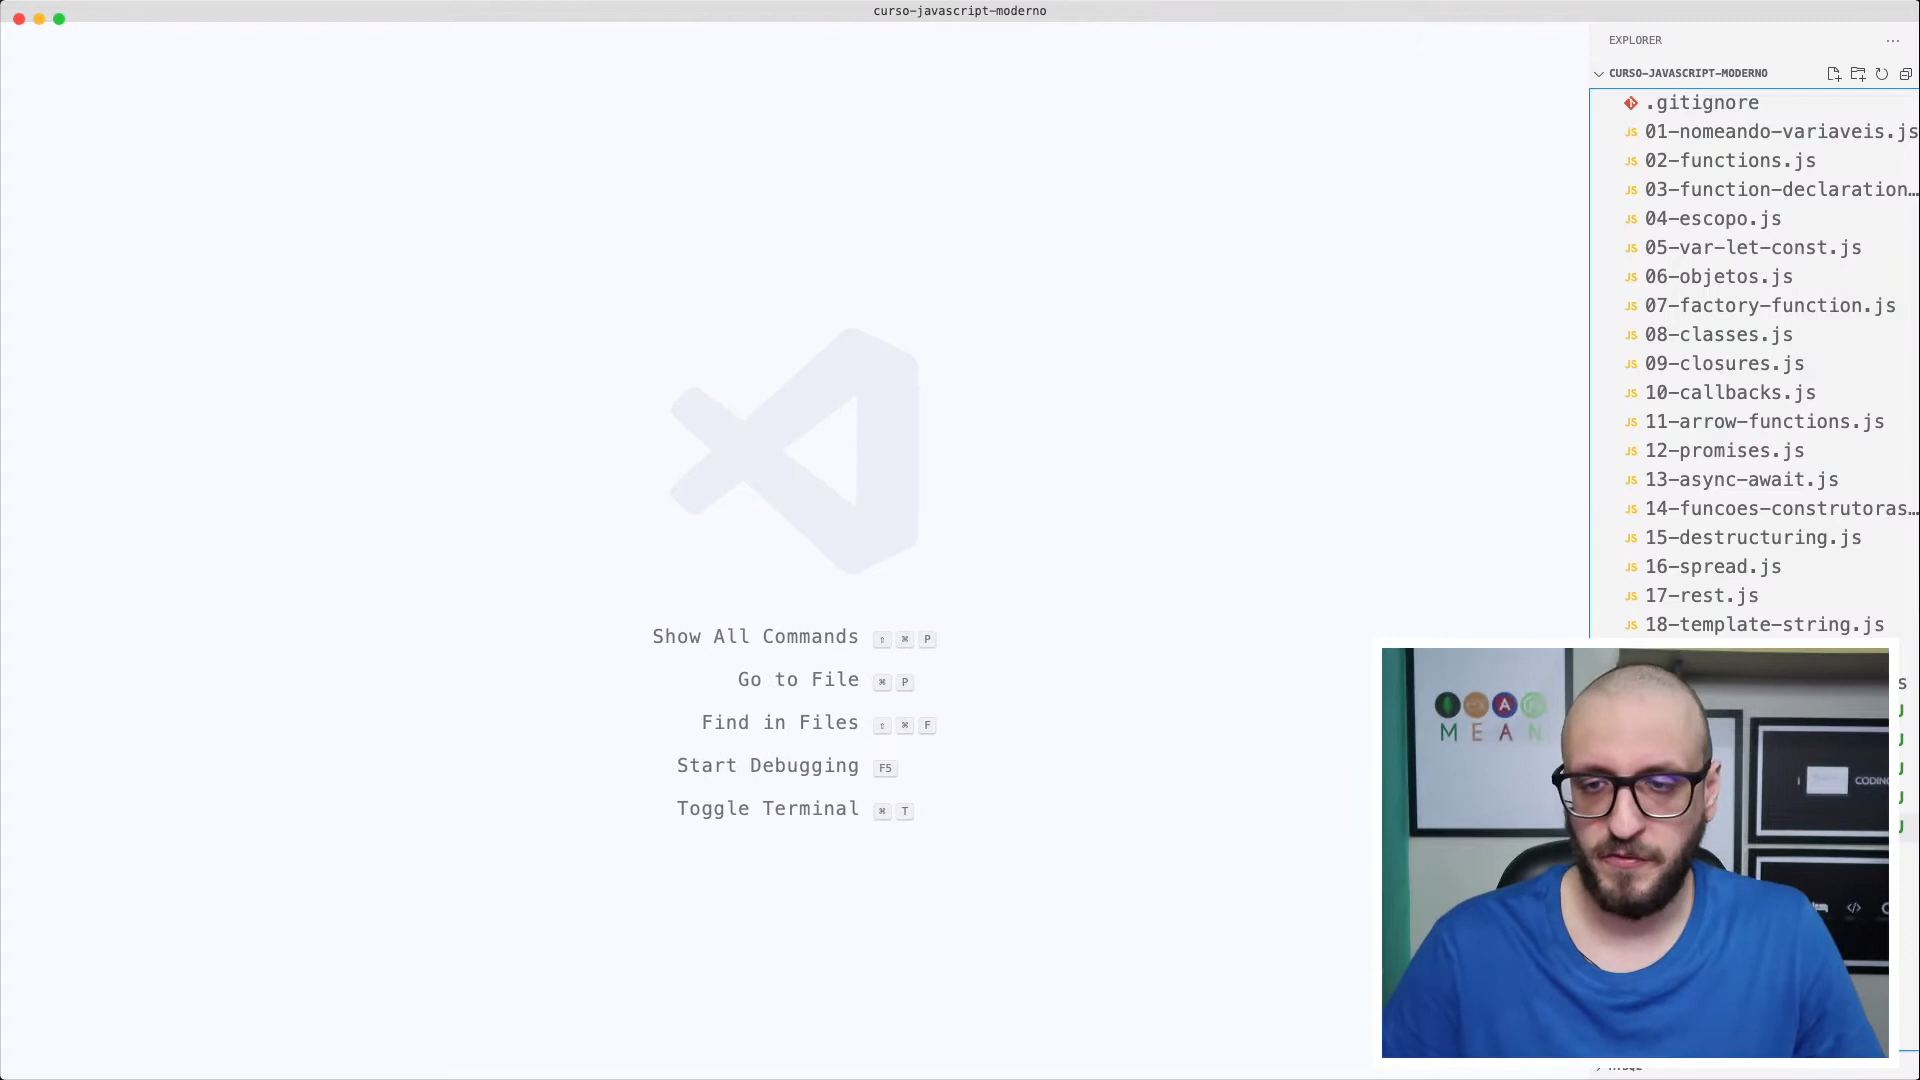 curso-javascript-moderno
EXPLORER
CURSO-JAVASCRIPT-MODERNO
.gitignore
01-nomeando-variaveis.js
02-functions.js
03-function-declaration…
04-escopo.js
05-var-let-const.js
06-objetos.js
07-factory-function.js
08-classes.js
09-closures.js
10-callbacks.js
11-arrow-functions.js
12-promises.js
13-async-await.js
14-funcoes-construtoras…
15-destructuring.js
16-spread.js
17-rest.js
18-template-string.js
Show All Commands ⇧ ⌘ P
Go to File ⌘ P
Find in Files ⇧ ⌘ F
Start Debugging F5
Toggle Terminal ⌘ T
MEAN
I CODING